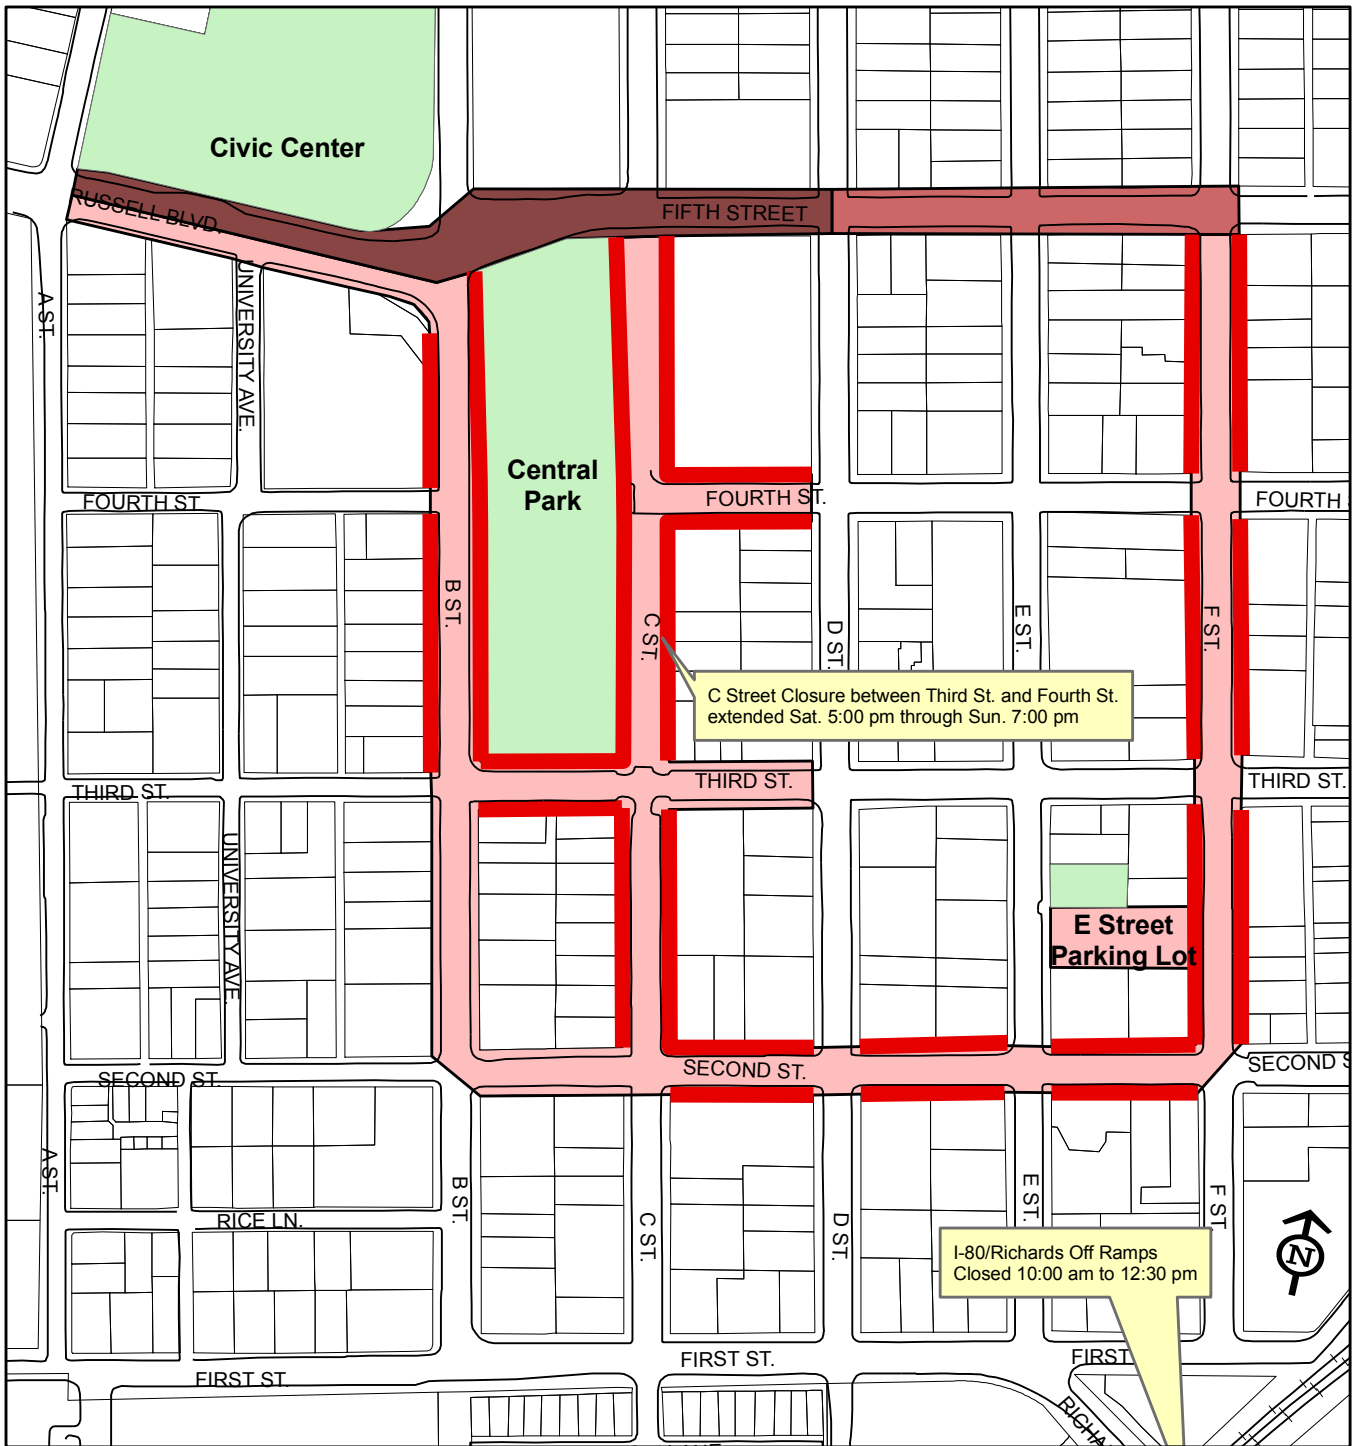 Civic Center
RUSSELL BLVD.
FIFTH STREET
A ST.
UNIVERSITY AVE.
Central
Park
FOURTH ST
FOURTH ST.
FOURTH
B ST.
C ST.
D ST.
E ST.
F ST.
C Street Closure between Third St. and Fourth St.
extended Sat. 5:00 pm through Sun. 7:00 pm
THIRD ST.
THIRD ST.
THIRD ST.
UNIVERSITY AVE.
E Street
Parking Lot
SECOND ST.
SECOND ST.
SECOND S
A ST.
B ST.
C ST.
D ST.
E ST.
F ST.
RICE LN.
N
I-80/Richards Off Ramps
Closed 10:00 am to 12:30 pm
FIRST ST.
FIRST ST.
FIRST
RICHA